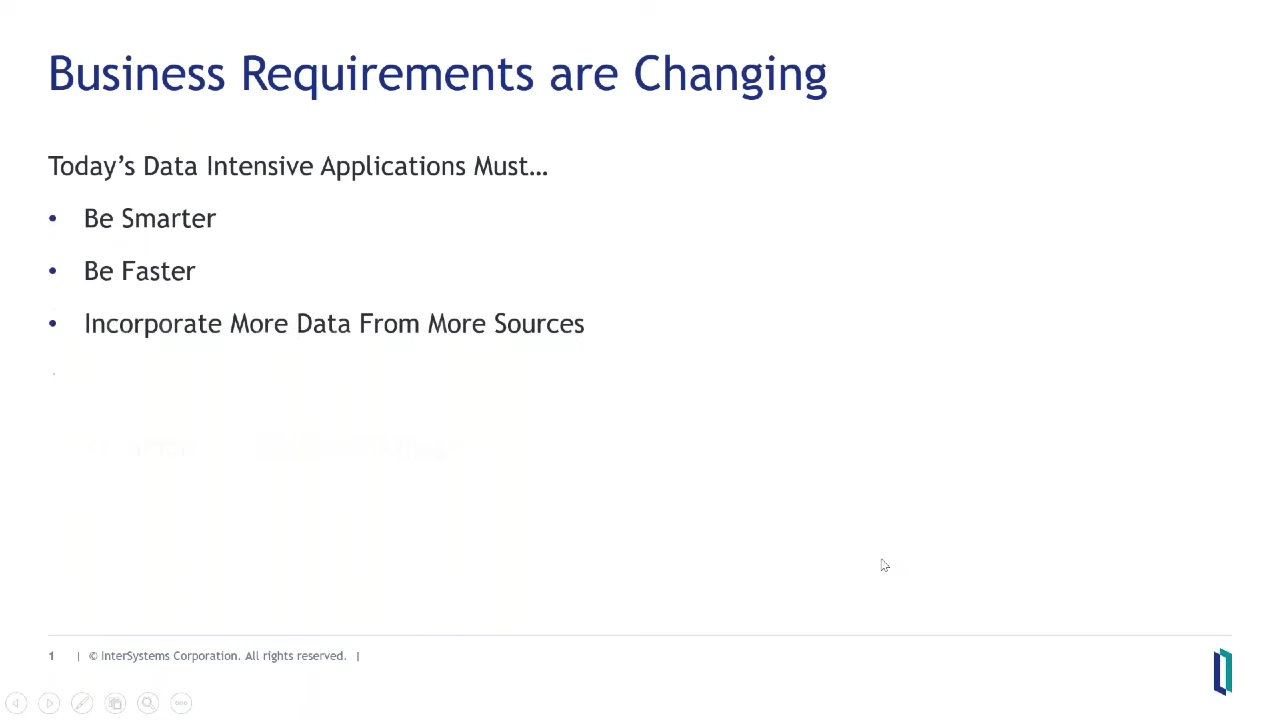 Business Requirements are Changing
Today's Data Intensive Applications Must…
• Be Smarter
• Be Faster
• Incorporate More Data From More Sources
1 | © InterSystems Corporation. All rights reserved. |